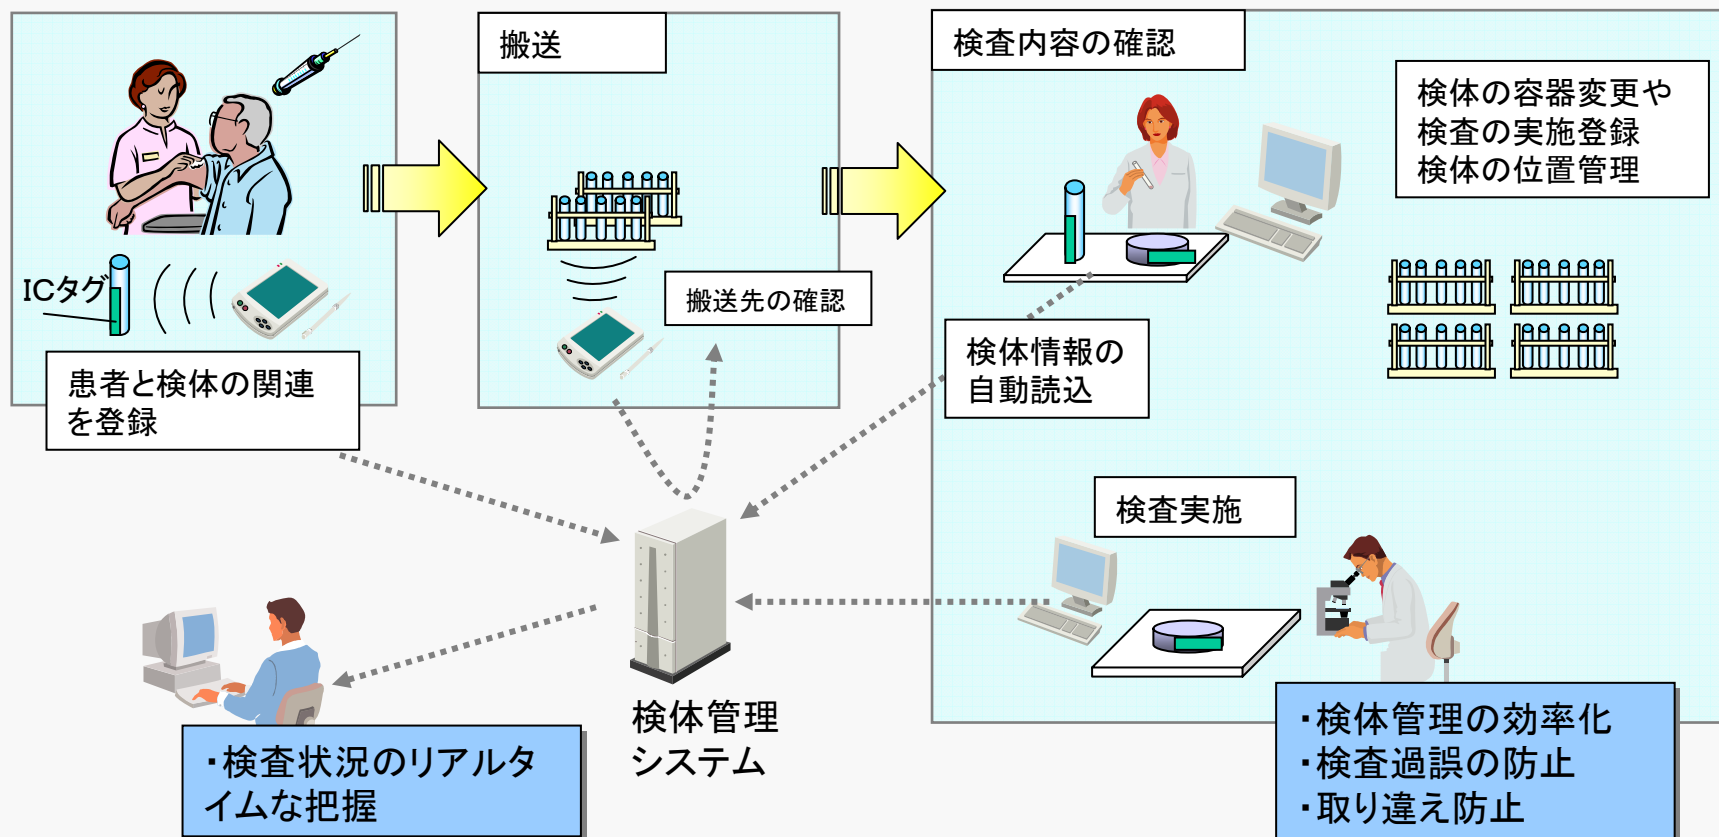 搬送
検査内容の確認
検体の容器変更や
検査の実施登録
検体の位置管理
ICタグ
搬送先の確認
患者と検体の関連
を登録
検体情報の
自動読込
検査実施
検体管理
システム
・検査状況のリアルタ
イムな把握
・検体管理の効率化
・検査過誤の防止
・取り違え防止